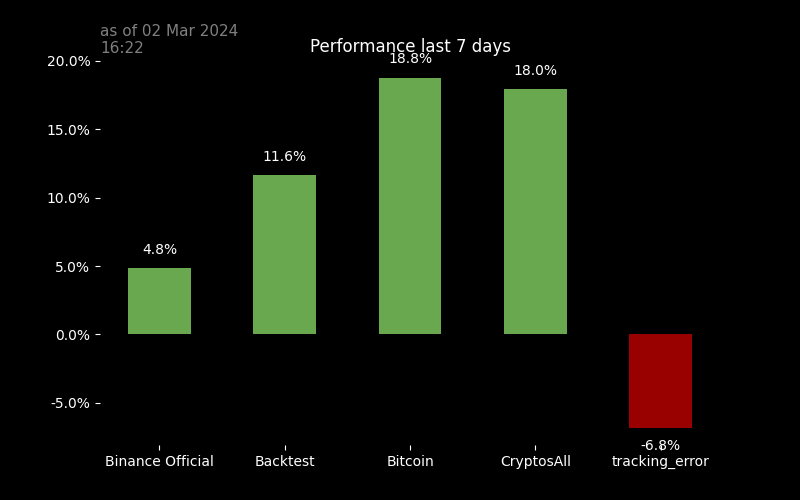 as of 02 Mar 2024
16:22
Performance last 7 days
20.0%
15.0%
10.0%
5.0%
0.0%
-5.0%
4.8%
11.6%
18.8%
18.0%
-6.8%
Binance Official
Backtest
Bitcoin
CryptosAll
tracking_error